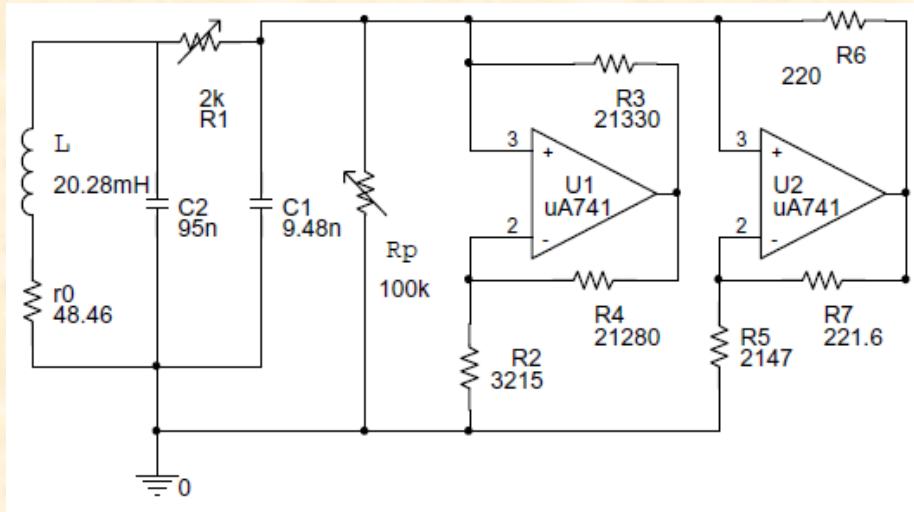 R6
220
2k
R1
R3
21330
L
20.28mH
3
+
U1
uA741
2
-
3
+
U2
uA741
2
-
C2
95n
C1
9.48n
Rp
100k
r0
48.46
R4
21280
R7
221.6
R5
2147
R2
3215
0